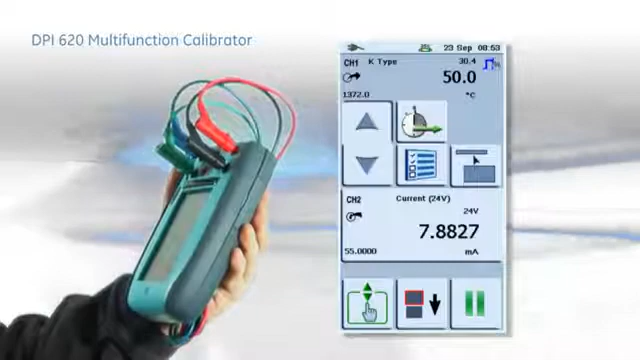 DPI 620 Multifunction Calibrator
23 Sep 08:53
CH1 K Type 30.4
50.0
1372.0 °C
CH2 Current (24V)
24V
7.8827
55.0000 mA